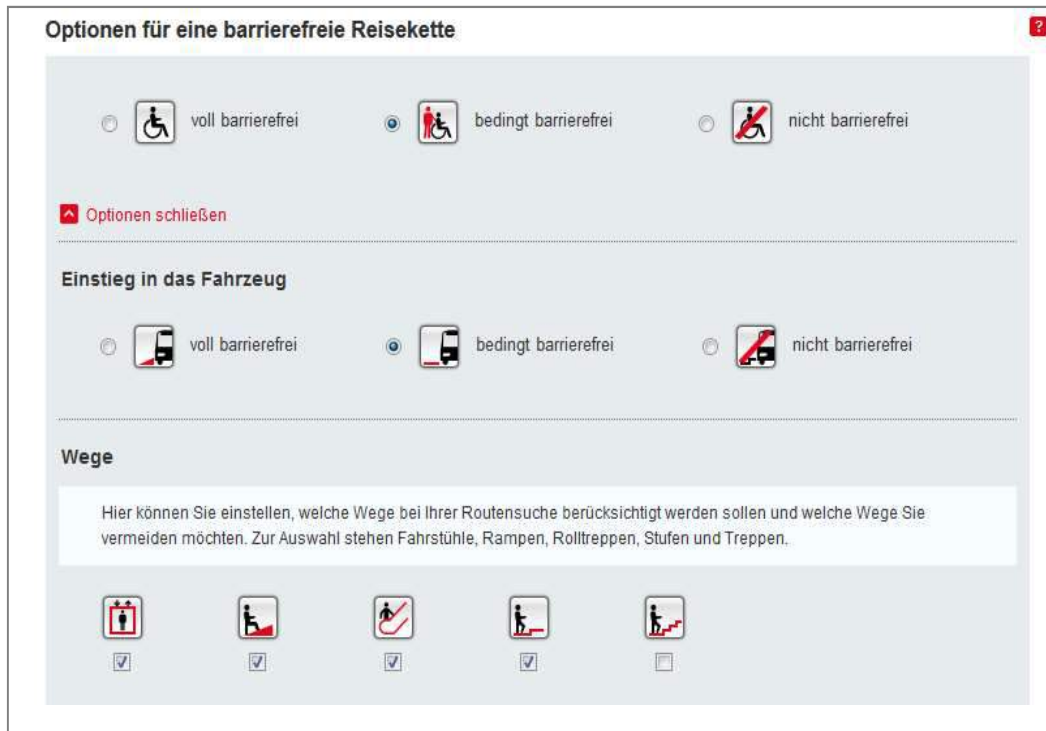 Optionen für eine barrierefreie Reisekette
?
voll barrierefrei
bedingt barrierefrei
nicht barrierefrei
Optionen schließen
Einstieg in das Fahrzeug
voll barrierefrei
bedingt barrierefrei
nicht barrierefrei
Wege
Hier können Sie einstellen, welche Wege bei Ihrer Routensuche berücksichtigt werden sollen und welche Wege Sie
vermeiden möchten. Zur Auswahl stehen Fahrstühle, Rampen, Rolltreppen, Stufen und Treppen.